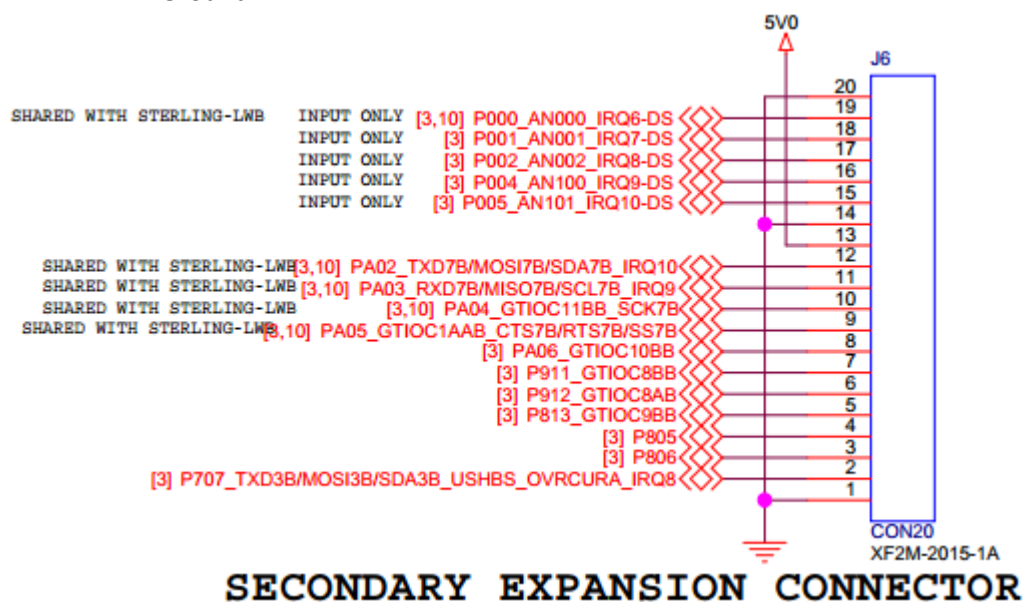 5V0
J6
20
SHARED WITH STERLING-LWB INPUT ONLY [3,10] P000_AN000_IRQ6-DS 19
INPUT ONLY [3] P001_AN001_IRQ7-DS 18
INPUT ONLY [3] P002_AN002_IRQ8-DS 17
INPUT ONLY [3] P004_AN100_IRQ9-DS 16
INPUT ONLY [3] P005_AN101_IRQ10-DS 15
14
13
SHARED WITH STERLING-LWB [3,10] PA02_TXD7B/MOSI7B/SDA7B_IRQ10 12
SHARED WITH STERLING-LWB [3,10] PA03_RXD7B/MISO7B/SCL7B_IRQ9 11
SHARED WITH STERLING-LWB [3,10] PA04_GTIOC11BB_SCK7B 10
SHARED WITH STERLING-LWB [3,10] PA05_GTIOC1AAB_CTS7B/RTS7B/SS7B 9
[3] PA06_GTIOC10BB 8
[3] P911_GTIOC8BB 7
[3] P912_GTIOC8AB 6
[3] P813_GTIOC9BB 5
[3] P805 4
[3] P806 3
[3] P707_TXD3B/MOSI3B/SDA3B_USHBS_OVRCURA_IRQ8 2
1
CON20
XF2M-2015-1A
SECONDARY EXPANSION CONNECTOR